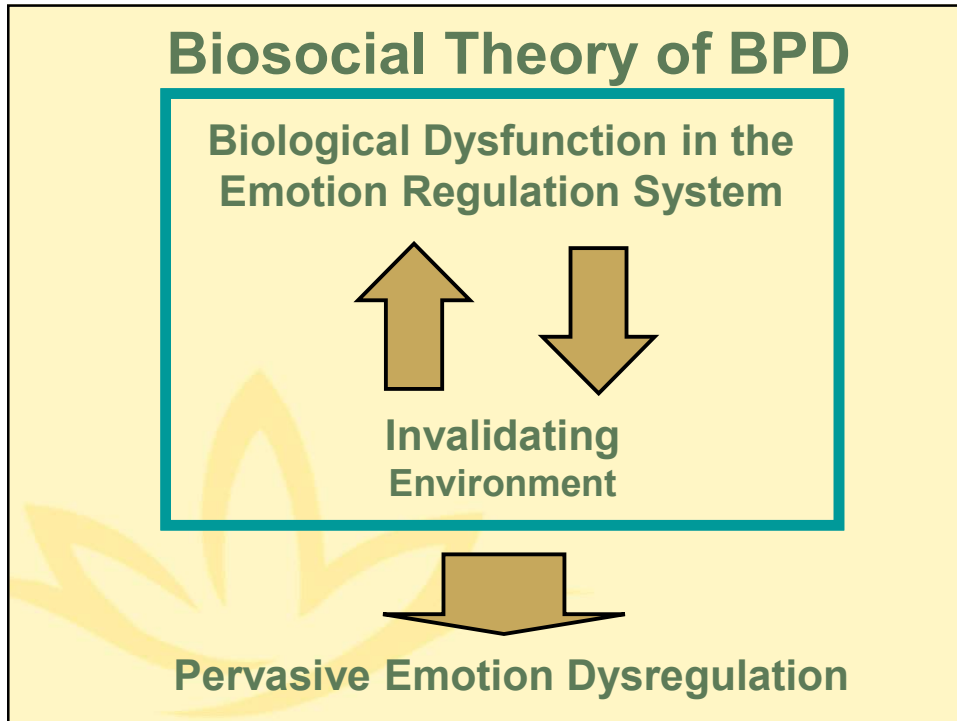 Biosocial Theory of BPD
Biological Dysfunction in the
Emotion Regulation System
Invalidating
Environment
Pervasive Emotion Dysregulation